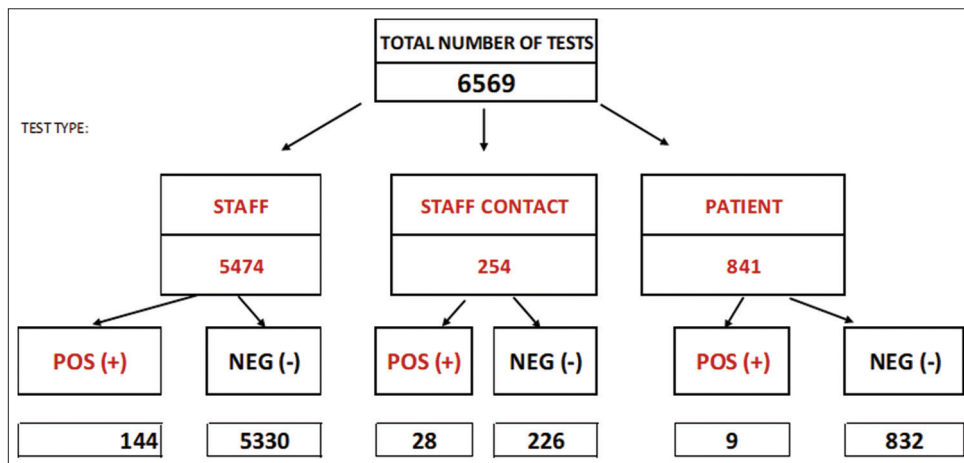 TOTAL NUMBER OF TESTS
6569
TEST TYPE:
STAFF
STAFF CONTACT
PATIENT
5474
254
841
POS (+)
NEG (-)
POS (+)
NEG (-)
POS (+)
NEG (-)
144
5330
28
226
9
832